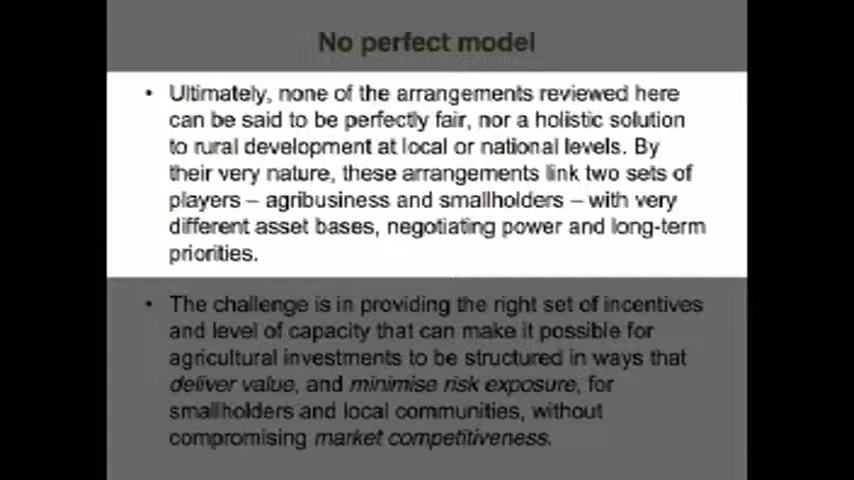 No perfect model
• Ultimately, none of the arrangements reviewed here
can be said to be perfectly fair, nor a holistic solution
to rural development at local or national levels. By
their very nature, these arrangements link two sets of
players – agribusiness and smallholders – with very
different asset bases, negotiating power and long-term
priorities.
• The challenge is in providing the right set of incentives
and level of capacity that can make it possible for
agricultural investments to be structured in ways that
deliver value, and minimise risk exposure, for
smallholders and local communities, without
compromising market competitiveness.